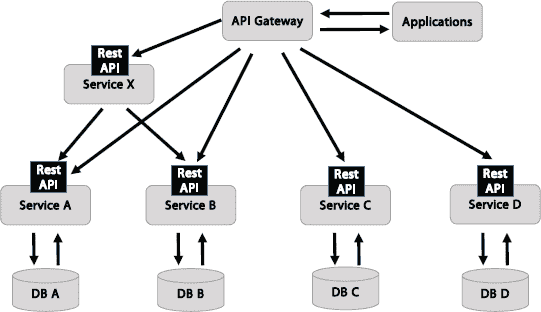 API Gateway
Applications
Rest
API
Service X
Rest
API
Service A
Rest
API
Service B
Rest
API
Service C
Rest
API
Service D
DB A
DB B
DB C
DB D